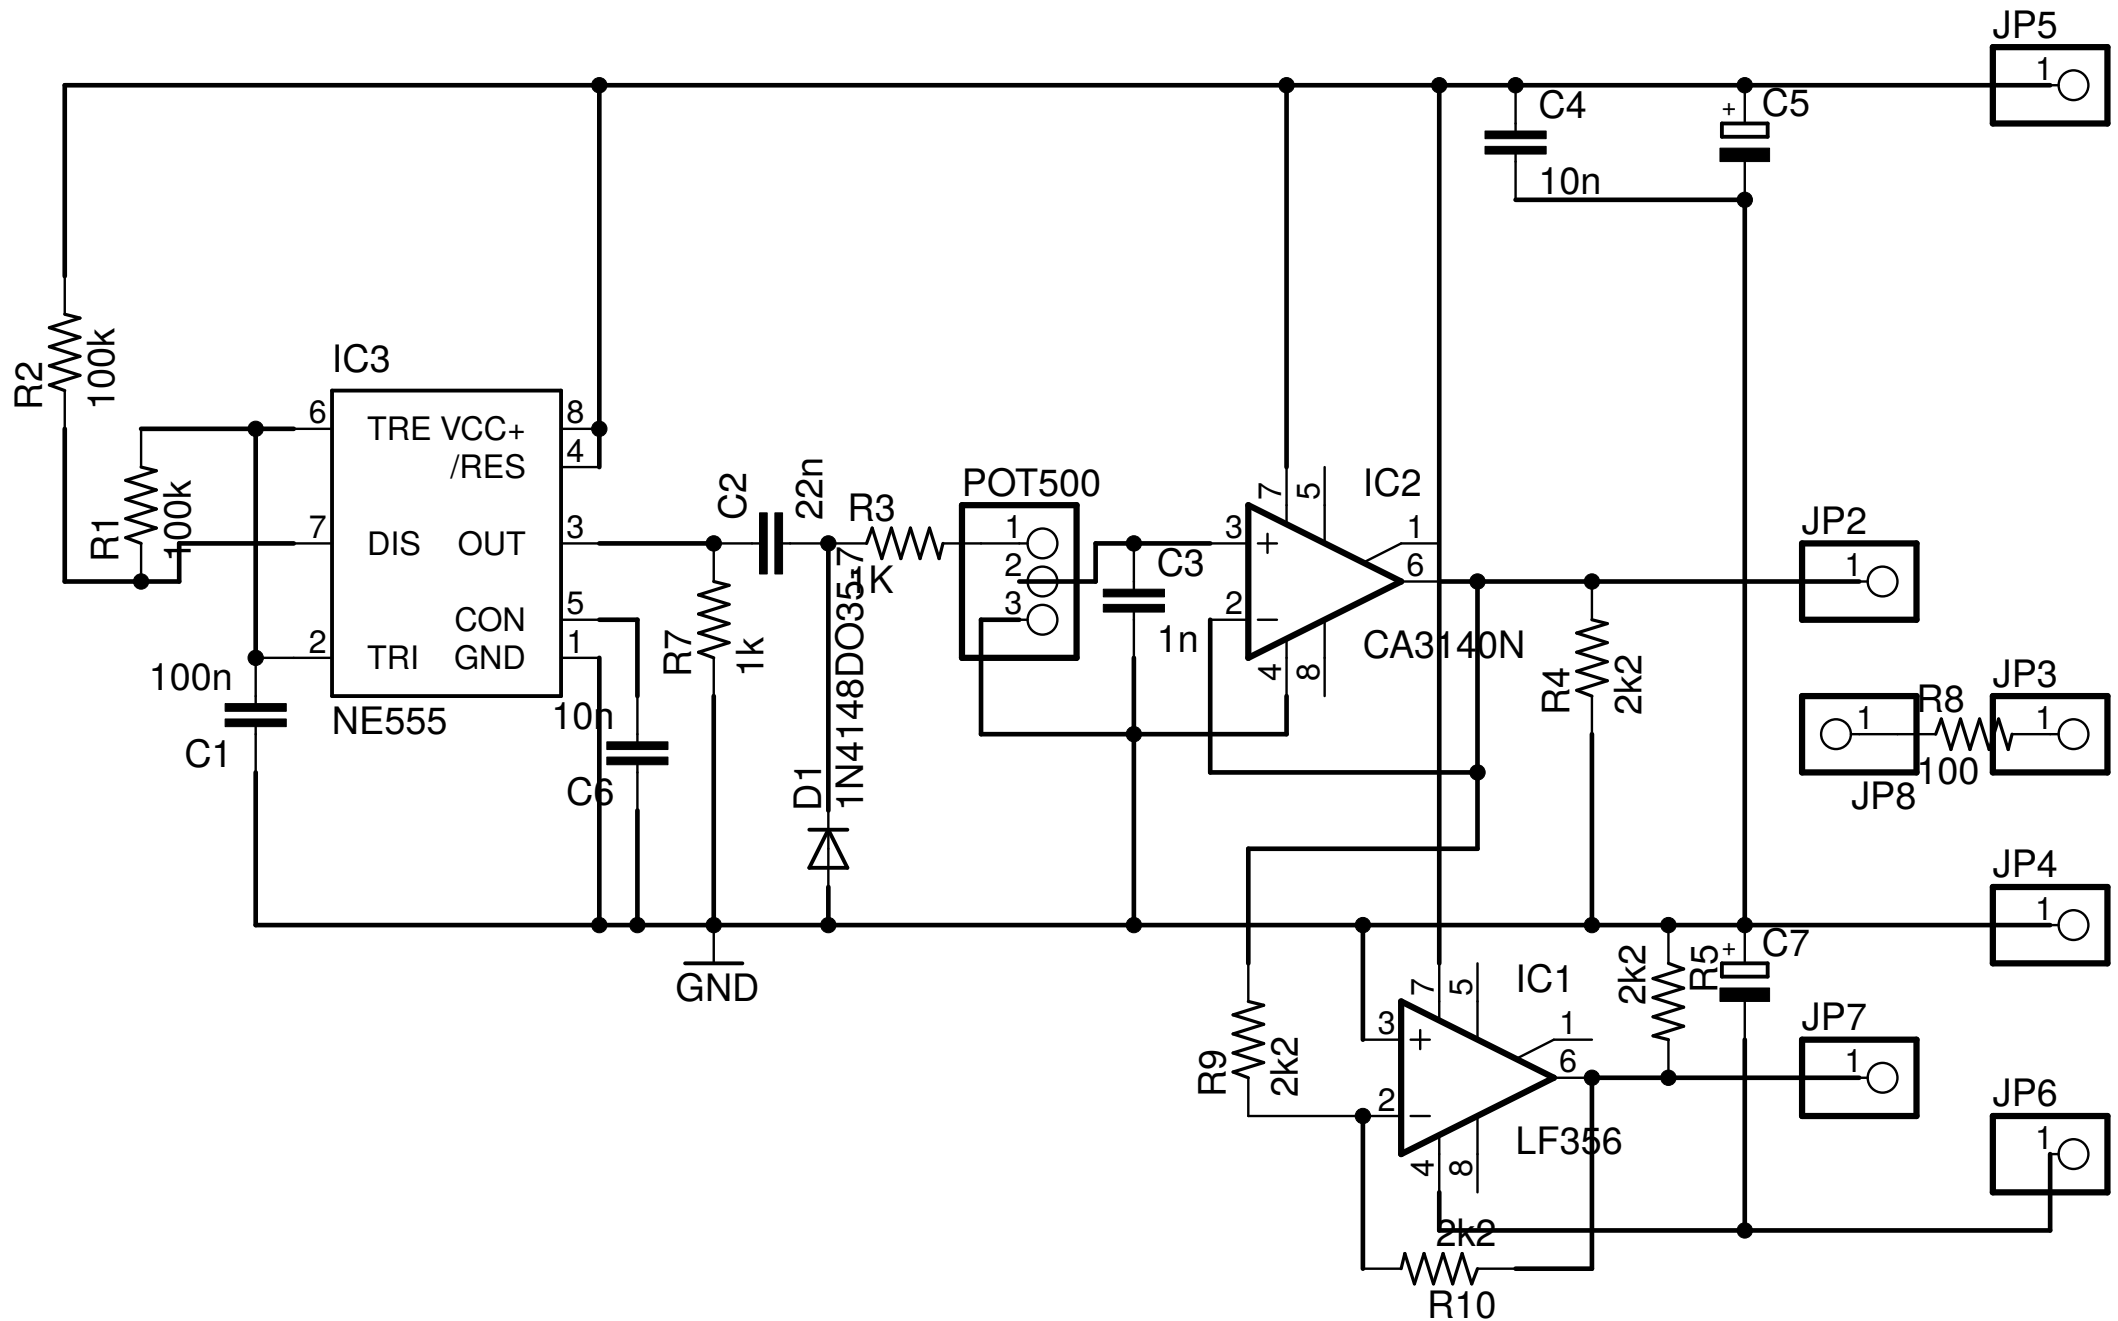 JP5
1
C4
+
C5
10n
R2
100k
IC3
6
TRE
VCC+
8
/RES
4
R1
100k
7
DIS
OUT
3
CON
5
2
TRI
GND
1
100n
C1
NE555
10n
C6
C2
22n
R7
1k
R3
1K
D1
1N4148DO35-7
POT500
1
2
3
C3
1n
IC2
7
5
3
+
1
6
2
−
4
8
CA3140N
R4
2k2
JP2
1
JP3
R8
1
1
100
JP8
JP4
1
GND
R9
2k2
IC1
7
5
3
+
1
6
2
−
4
8
LF356
2k2
R5
+
C7
JP7
1
JP6
1
2k2
R10